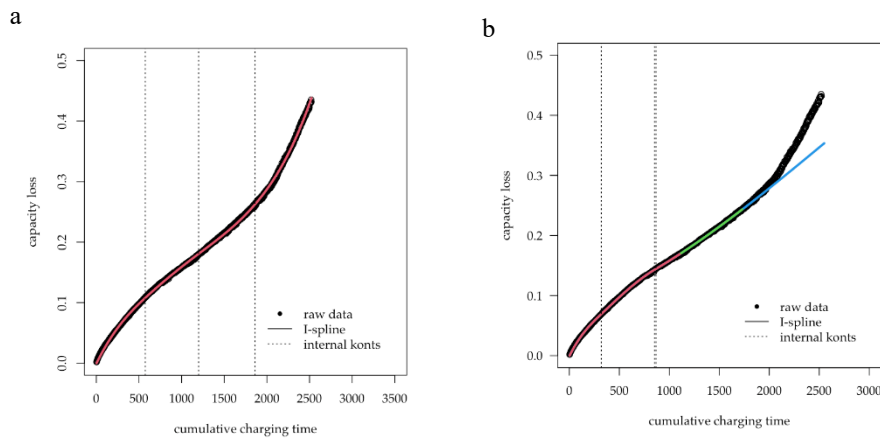 a
0.5
0.4
0.3
0.2
0.1
0.0
capacity loss
raw data
I-spline
internal konts
0 500 1000 1500 2000 2500 3000 3500
cumulative charging time
b
0.5
0.4
0.3
0.2
0.1
0.0
capacity loss
raw data
I-spline
internal konts
0 500 1000 1500 2000 2500 3000
cumulative charging time